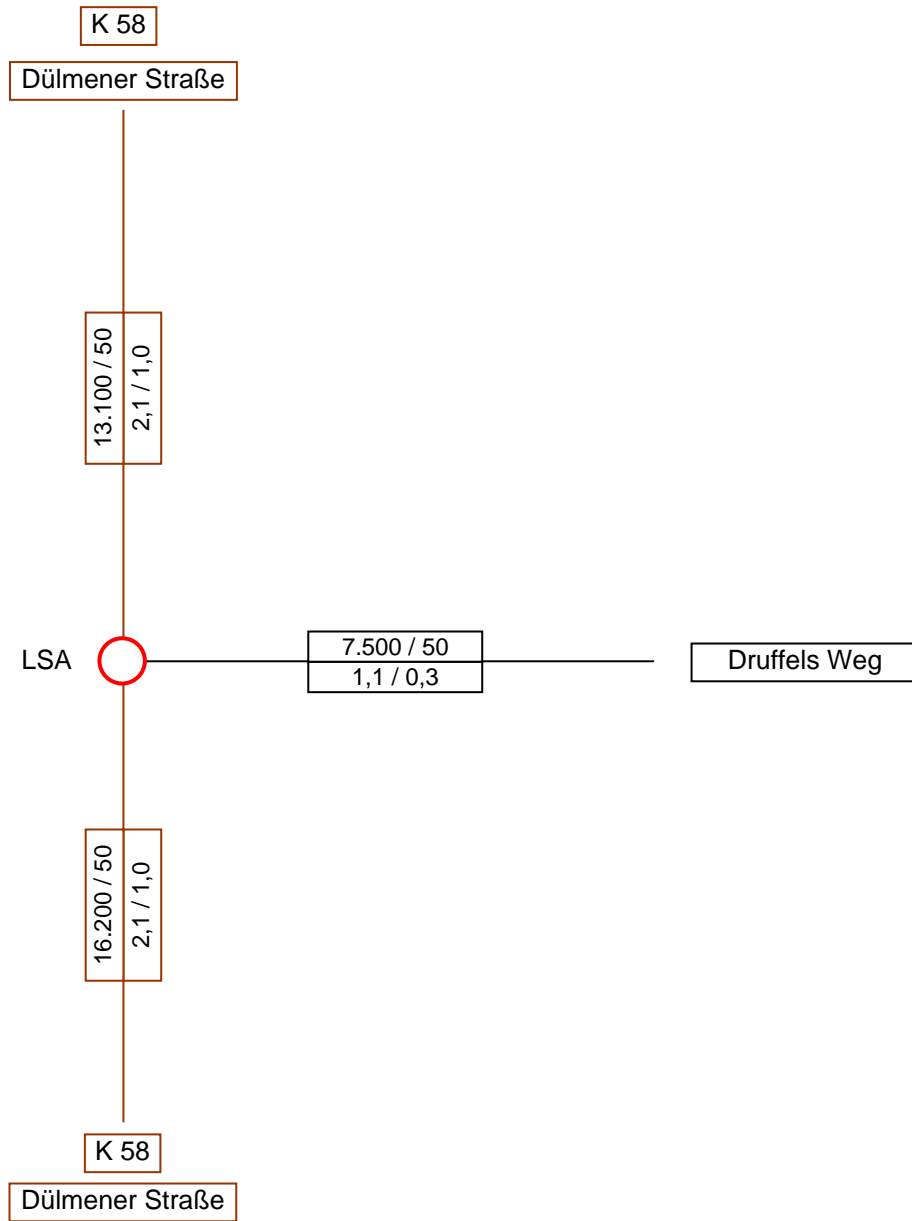 K 58
Dülmener Straße
13.100 / 50
2,1 / 1,0
LSA
7.500 / 50
1,1 / 0,3
Druffels Weg
16.200 / 50
2,1 / 1,0
K 58
Dülmener Straße